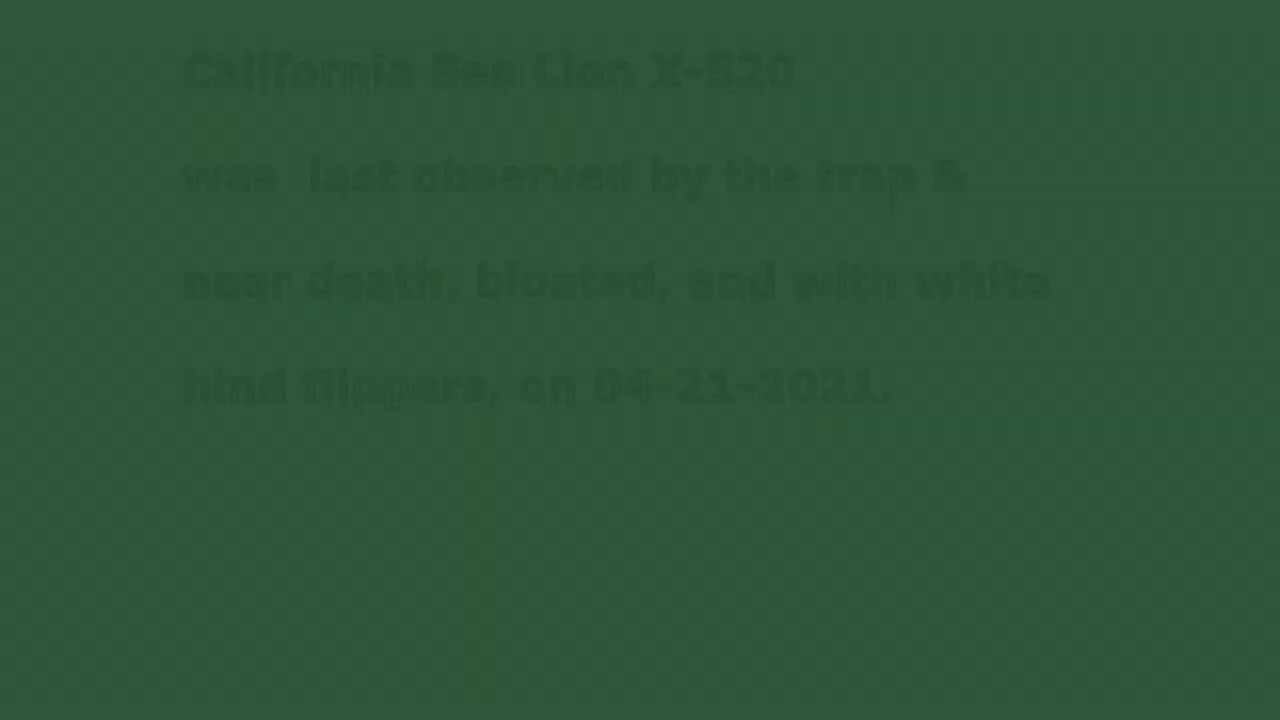 California Sea Lion X-520
was last observed by the trap &
near death, bloated, and with white
hind flippers, on 04-21-2021.